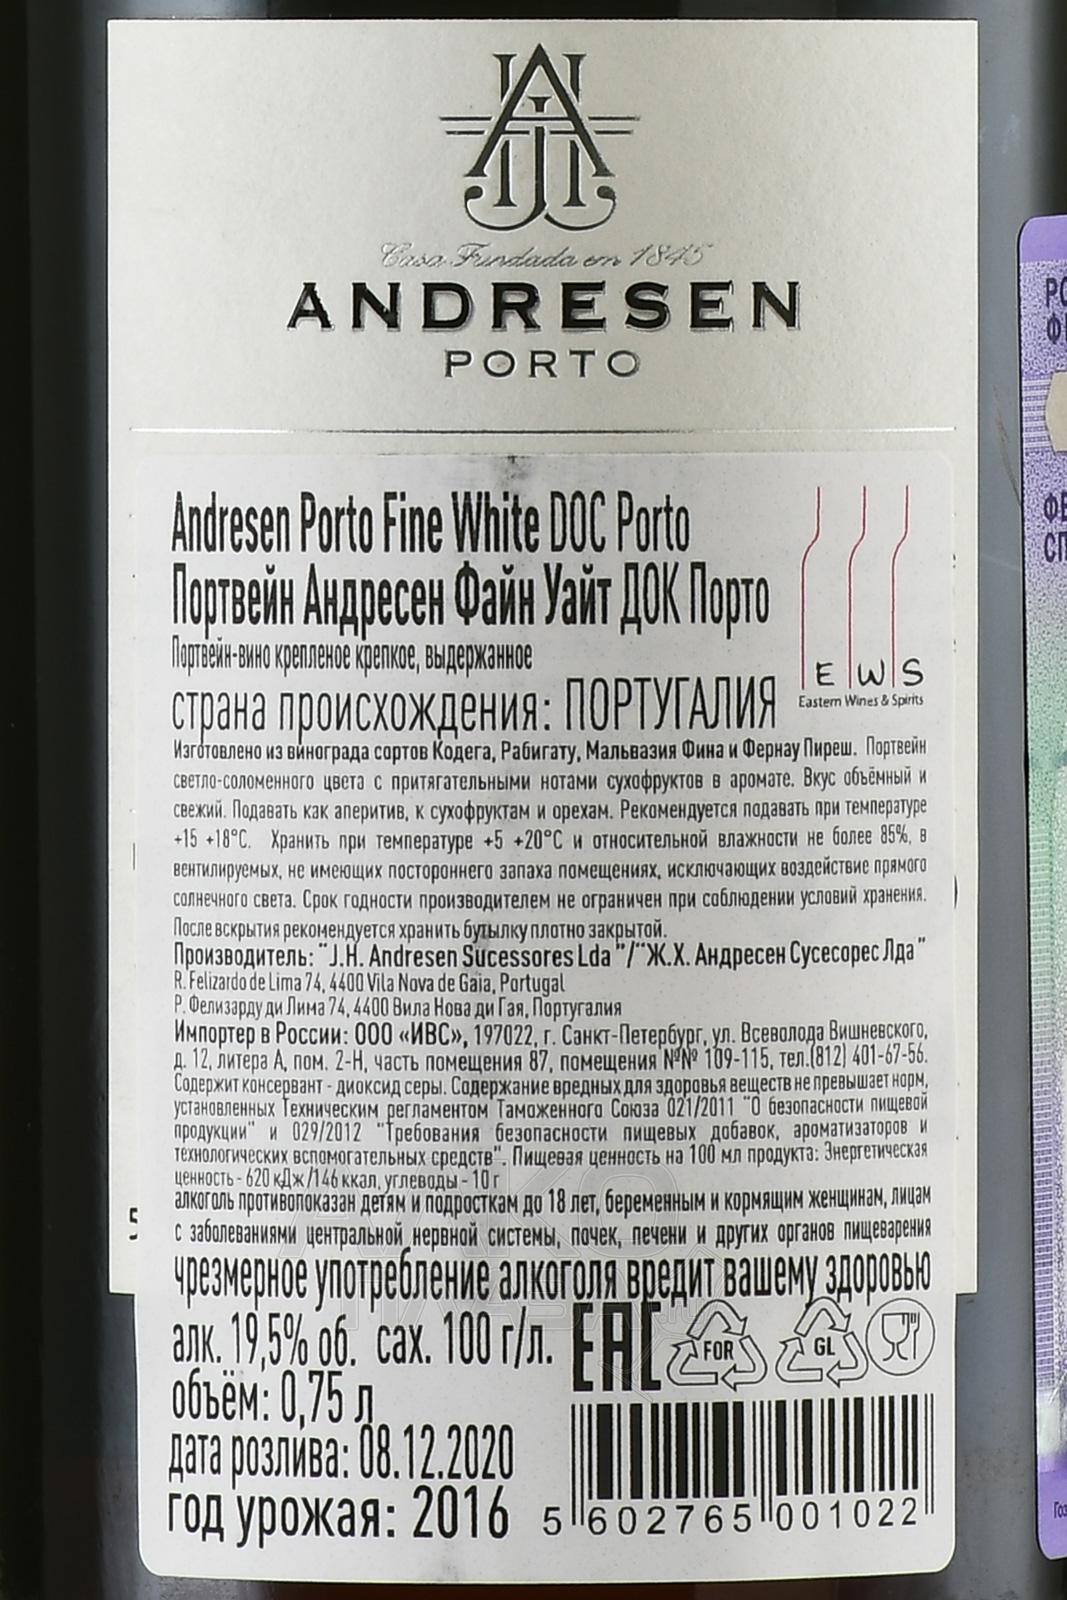 Casa Fundada em 1845
ANDRESEN
PORTO
Andresen Porto Fine White DOC Porto
Портвейн Андресен Файн Уайт ДОК Порто
Портвейн-вино крепленое крепкое, выдержанное
E W S
Eastern Wines & Spirits
страна происхождения: ПОРТУГАЛИЯ
Изготовлено из винограда сортов Кодега, Рабигату, Мальвазия Фина и Фернау Пиреш. Портвейн
светло-соломенного цвета с притягательными нотами сухофруктов в аромате. Вкус объёмный и
свежий. Подавать как аперитив, к сухофруктам и орехам. Рекомендуется подавать при температуре
+15 +18°С. Хранить при температуре +5 +20°С и относительной влажности не более 85%, в
вентилируемых, не имеющих постороннего запаха помещениях, исключающих воздействие прямого
солнечного света. Срок годности производителем не ограничен при соблюдении условий хранения.
После вскрытия рекомендуется хранить бутылку плотно закрытой.
Производитель: "J.H. Andresen Sucessores Lda "/"Ж.Х. Андресен Сусесорес Лда"
R. Felizardo de Lima 74, 4400 Vila Nova de Gaia, Portugal
Р. Фелизарду ди Лима 74, 4400 Вила Нова ди Гая, Португалия
Импортер в России: ООО «ИВС», 197022, г. Санкт-Петербург, ул. Всеволода Вишневского,
д. 12, литера А, пом. 2-Н, часть помещения 87, помещения №№ 109-115, тел.(812) 401-67-56.
Содержит консервант - диоксид серы. Содержание вредных для здоровья веществ не превышает норм,
установленных Техническим регламентом Таможенного Союза 021/2011 "О безопасности пищевой
продукции" и 029/2012 "Требования безопасности пищевых добавок, ароматизаторов и
технологических вспомогательных средств". Пищевая ценность на 100 мл продукта: Энергетическая
ценность - 620 кДж/146 ккал, углеводы - 10 г
алкоголь противопоказан детям и подросткам до 18 лет, беременным и кормящим женщинам, лицам
с заболеваниями центральной нервной системы, почек, печени и других органов пищеварения
чрезмерное употребление алкоголя вредит вашему здоровью
алк. 19,5% об. сах. 100 г/л. EAC FOR GL
объём: 0,75 л
дата розлива: 08.12.2020
год урожая: 2016
5 602765 001022